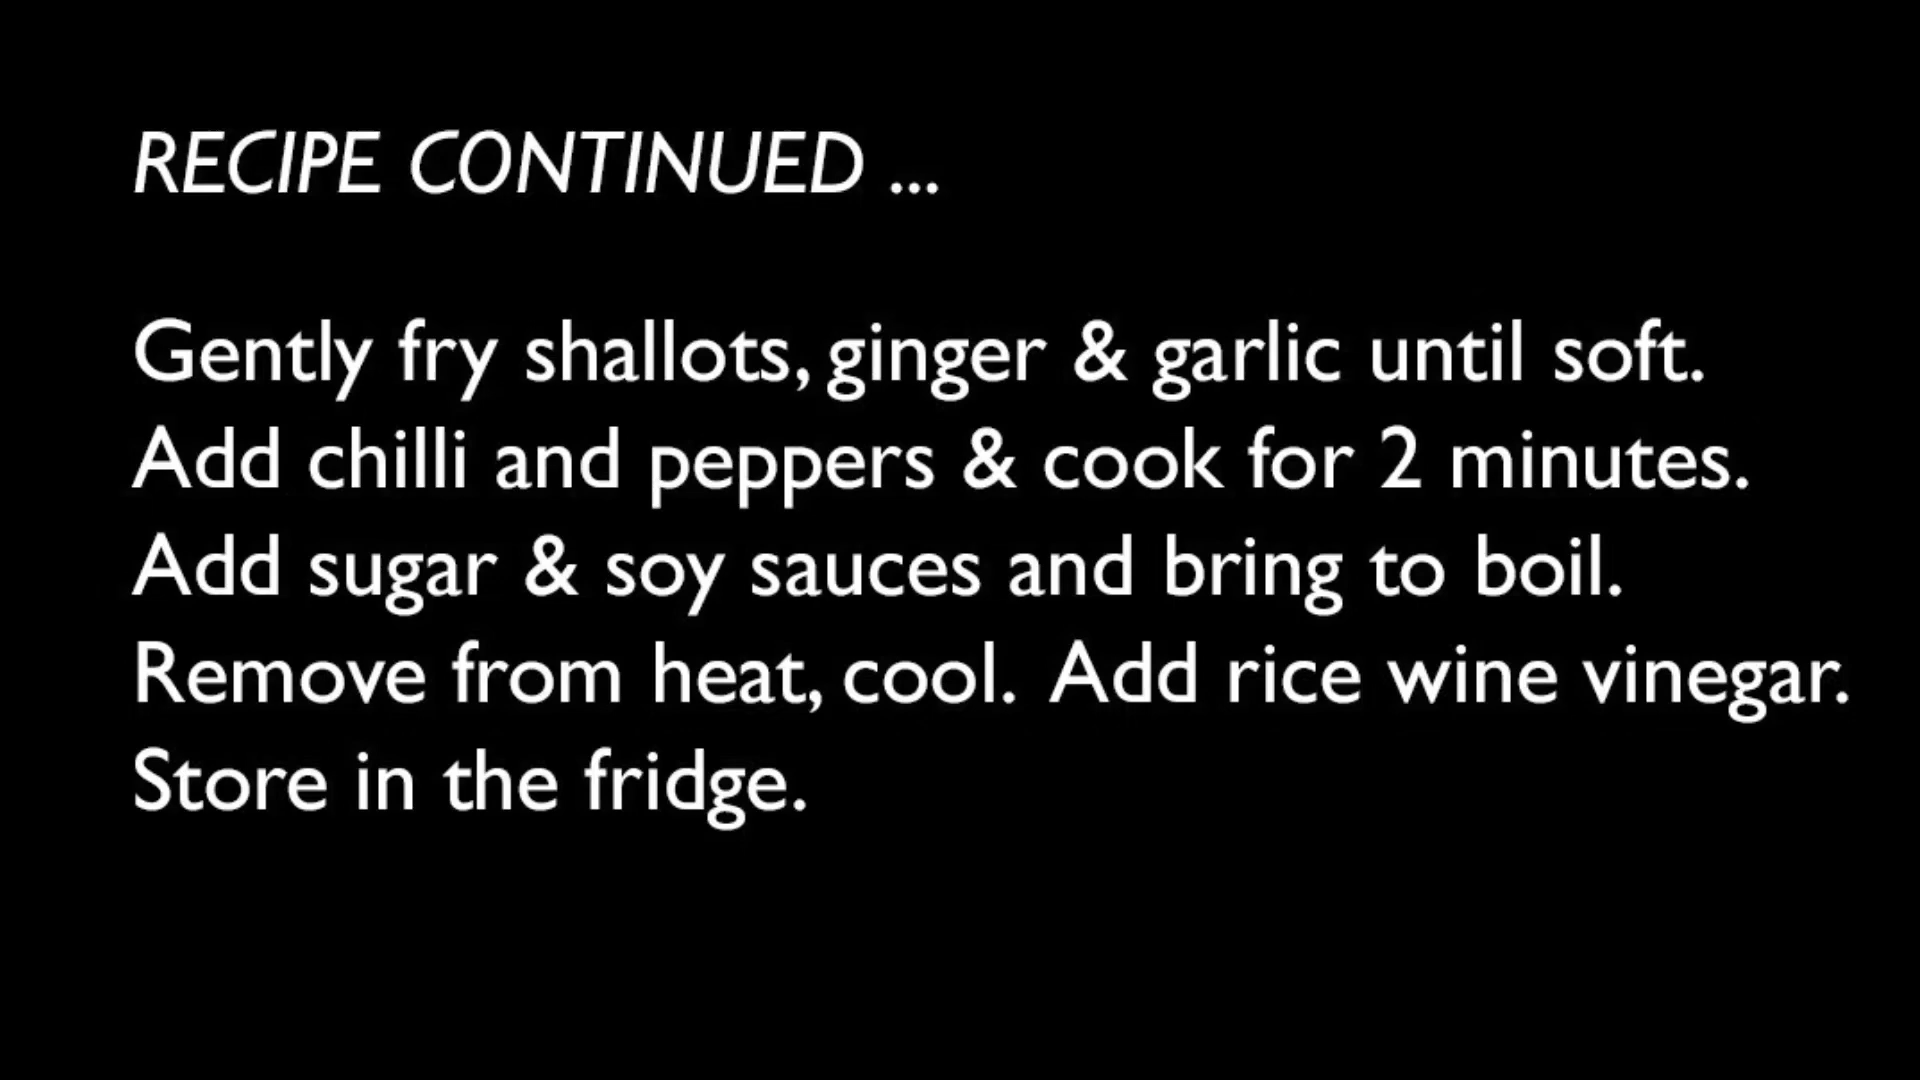 RECIPE CONTINUED ...
Gently fry shallots, ginger & garlic until soft.
Add chilli and peppers & cook for 2 minutes.
Add sugar & soy sauces and bring to boil.
Remove from heat, cool.  Add rice wine vinegar.
Store in the fridge.